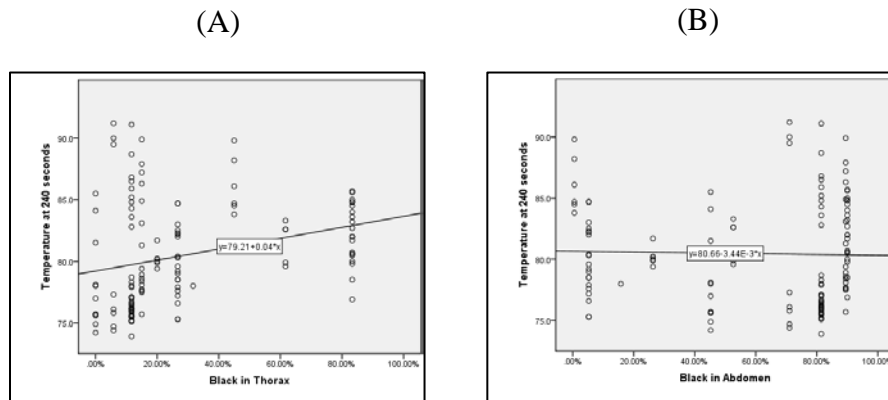 (A)
(B)
Temperature at 240 seconds
90.0
85.0
80.0
75.0
y=79.21+0.04*x
.00%
20.00%
40.00%
60.00%
80.00%
100.00%
Black in Thorax
Temperature at 240 seconds
90.0
85.0
80.0
75.0
y=80.66-3.44E-3*x
.00%
20.00%
40.00%
60.00%
80.00%
100.00%
Black in Abdomen